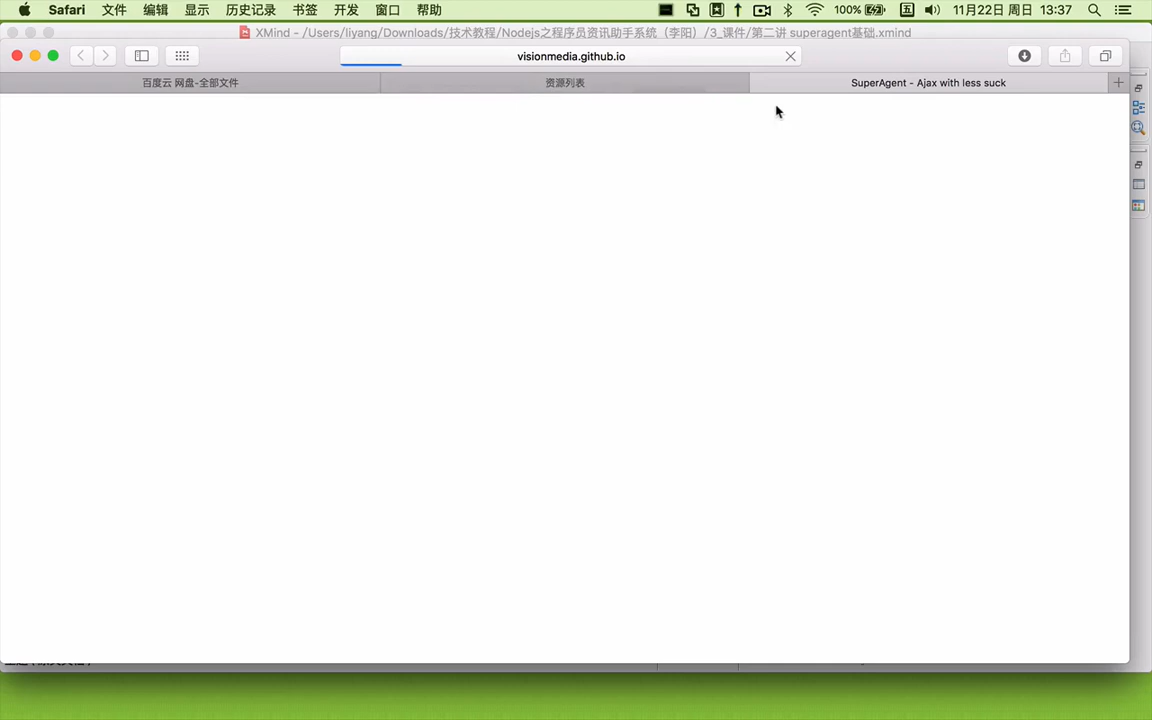 Safari 文件 编辑 显示 历史记录 书签 开发 窗口 帮助 100% 五 11月22日 周日 13:37
XMind - /Users/liyang/Downloads/技术教程/Nodejs之程序员资讯助手系统（李阳）/3_课件/第二讲 superagent基础.xmind
visionmedia.github.io
百度云 网盘-全部文件 资源列表 SuperAgent - Ajax with less suck